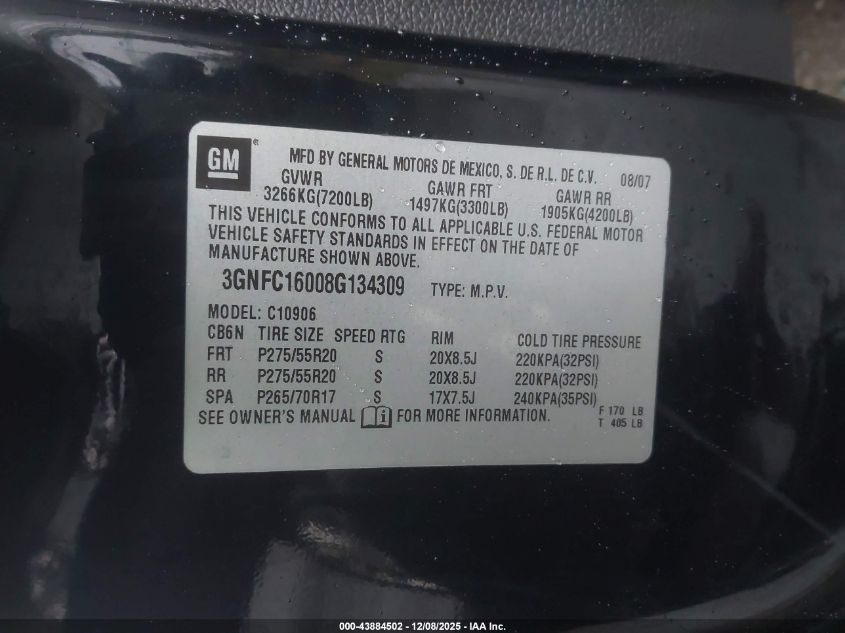 GM
MFD BY GENERAL MOTORS DE MEXICO, S. DE R.L. DE C.V. 08/07
GVWR GAWR FRT GAWR RR
3266KG(7200LB) 1497KG(3300LB) 1905KG(4200LB)
THIS VEHICLE CONFORMS TO ALL APPLICABLE U.S. FEDERAL MOTOR
VEHICLE SAFETY STANDARDS IN EFFECT ON THE DATE OF
MANUFACTURE SHOWN ABOVE.
3GNFC16008G134309 TYPE: M.P.V.
MODEL: C10906
CB6N TIRE SIZE SPEED RTG RIM COLD TIRE PRESSURE
FRT P275/55R20 S 20X8.5J 220KPA(32PSI)
RR P275/55R20 S 20X8.5J 220KPA(32PSI)
SPA P265/70R17 S 17X7.5J 240KPA(35PSI)
SEE OWNER'S MANUAL i FOR MORE INFORMATION.
F 170 LB
T 405 LB
000-43884502 - 12/08/2025 - IAA Inc.